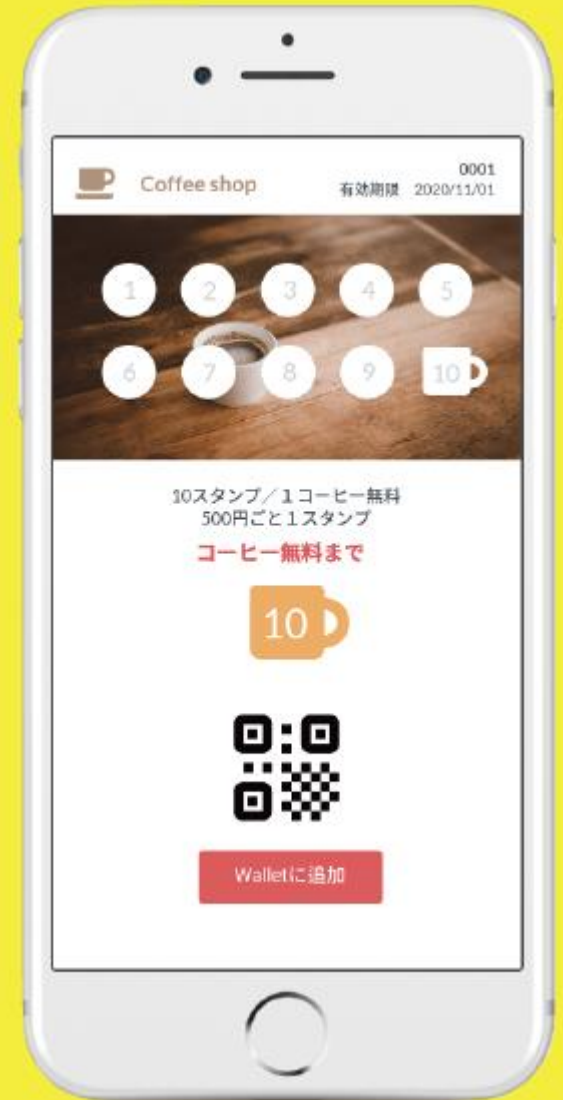 Coffee shop
0001
有効期限 2020/11/01
1 2 3 4 5
6 7 8 9 10
10スタンプ/1コーヒー無料
500円ごと1スタンプ
コーヒー無料まで
10
Walletに追加